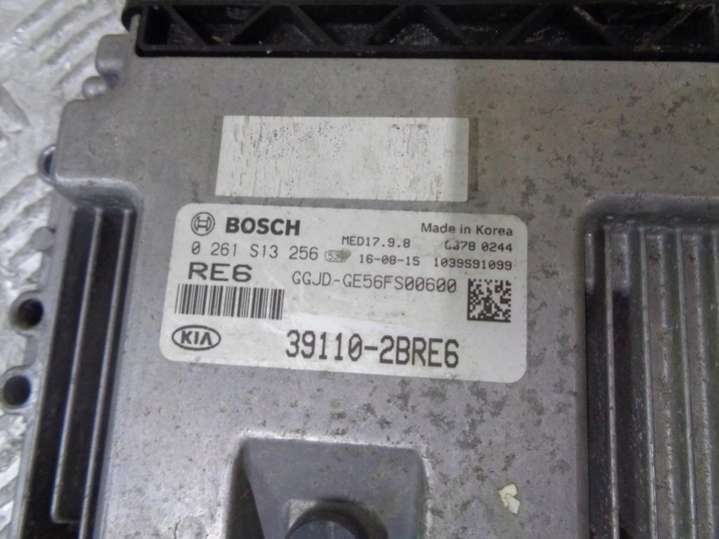 BOSCH
Made in Korea
0 261 S13 256
MED17.9.8
0244
16-08-15
1039S91099
RE6
GGJD-GE56FS00600
KIA
39110-2BRE6